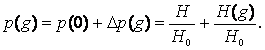 p(g) = p(0) + Δp(g) = H/H₀ + H(g)/H₀.